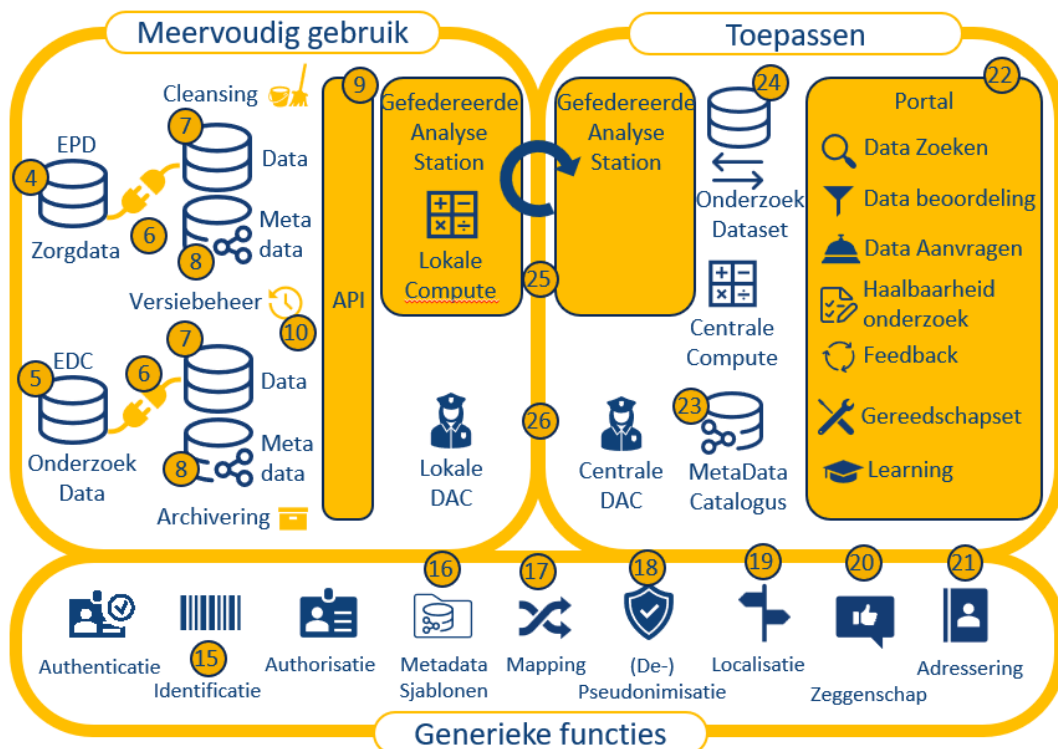 Meervoudig gebruik
Cleansing
7
EPD
4
Data
6
Zorgdata
Meta
data
8
Versiebeheer
10
7
EDC
5
6
Data
Onderzoek
Data
Meta
data
8
Archivering
9
API
Gefedereerde
Analyse
Station
Lokale
Compute
25
Lokale
DAC
26
Toepassen
Gefedereerde
Analyse
Station
24
Onderzoek
Dataset
Centrale
Compute
Centrale
DAC
23
MetaData
Catalogus
22
Portal
Data Zoeken
Data beoordeling
Data Aanvragen
Haalbaarheid
onderzoek
Feedback
Gereedschapset
Learning
Authenticatie
15
Identificatie
Authorisatie
16
Metadata
Sjablonen
17
Mapping
18
(De-)
Pseudonimisatie
19
Localisatie
20
Zeggenschap
21
Adressering
Generieke functies